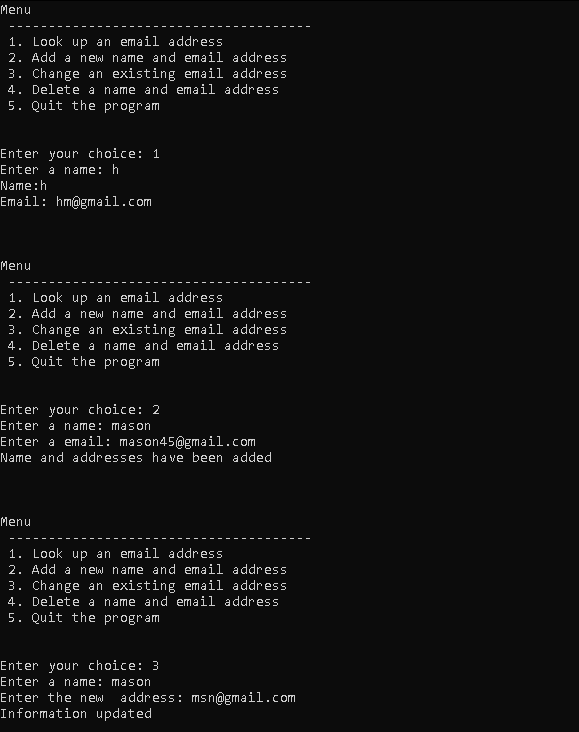 Menu
--------------------------------------
1. Look up an email address
2. Add a new name and email address
3. Change an existing email address
4. Delete a name and email address
5. Quit the program
Enter your choice: 1
Enter a name: h
Name:h
Email: hm@gmail.com
Menu
--------------------------------------
1. Look up an email address
2. Add a new name and email address
3. Change an existing email address
4. Delete a name and email address
5. Quit the program
Enter your choice: 2
Enter a name: mason
Enter a email: mason45@gmail.com
Name and addresses have been added
Menu
--------------------------------------
1. Look up an email address
2. Add a new name and email address
3. Change an existing email address
4. Delete a name and email address
5. Quit the program
Enter your choice: 3
Enter a name: mason
Enter the new  address: msn@gmail.com
Information updated